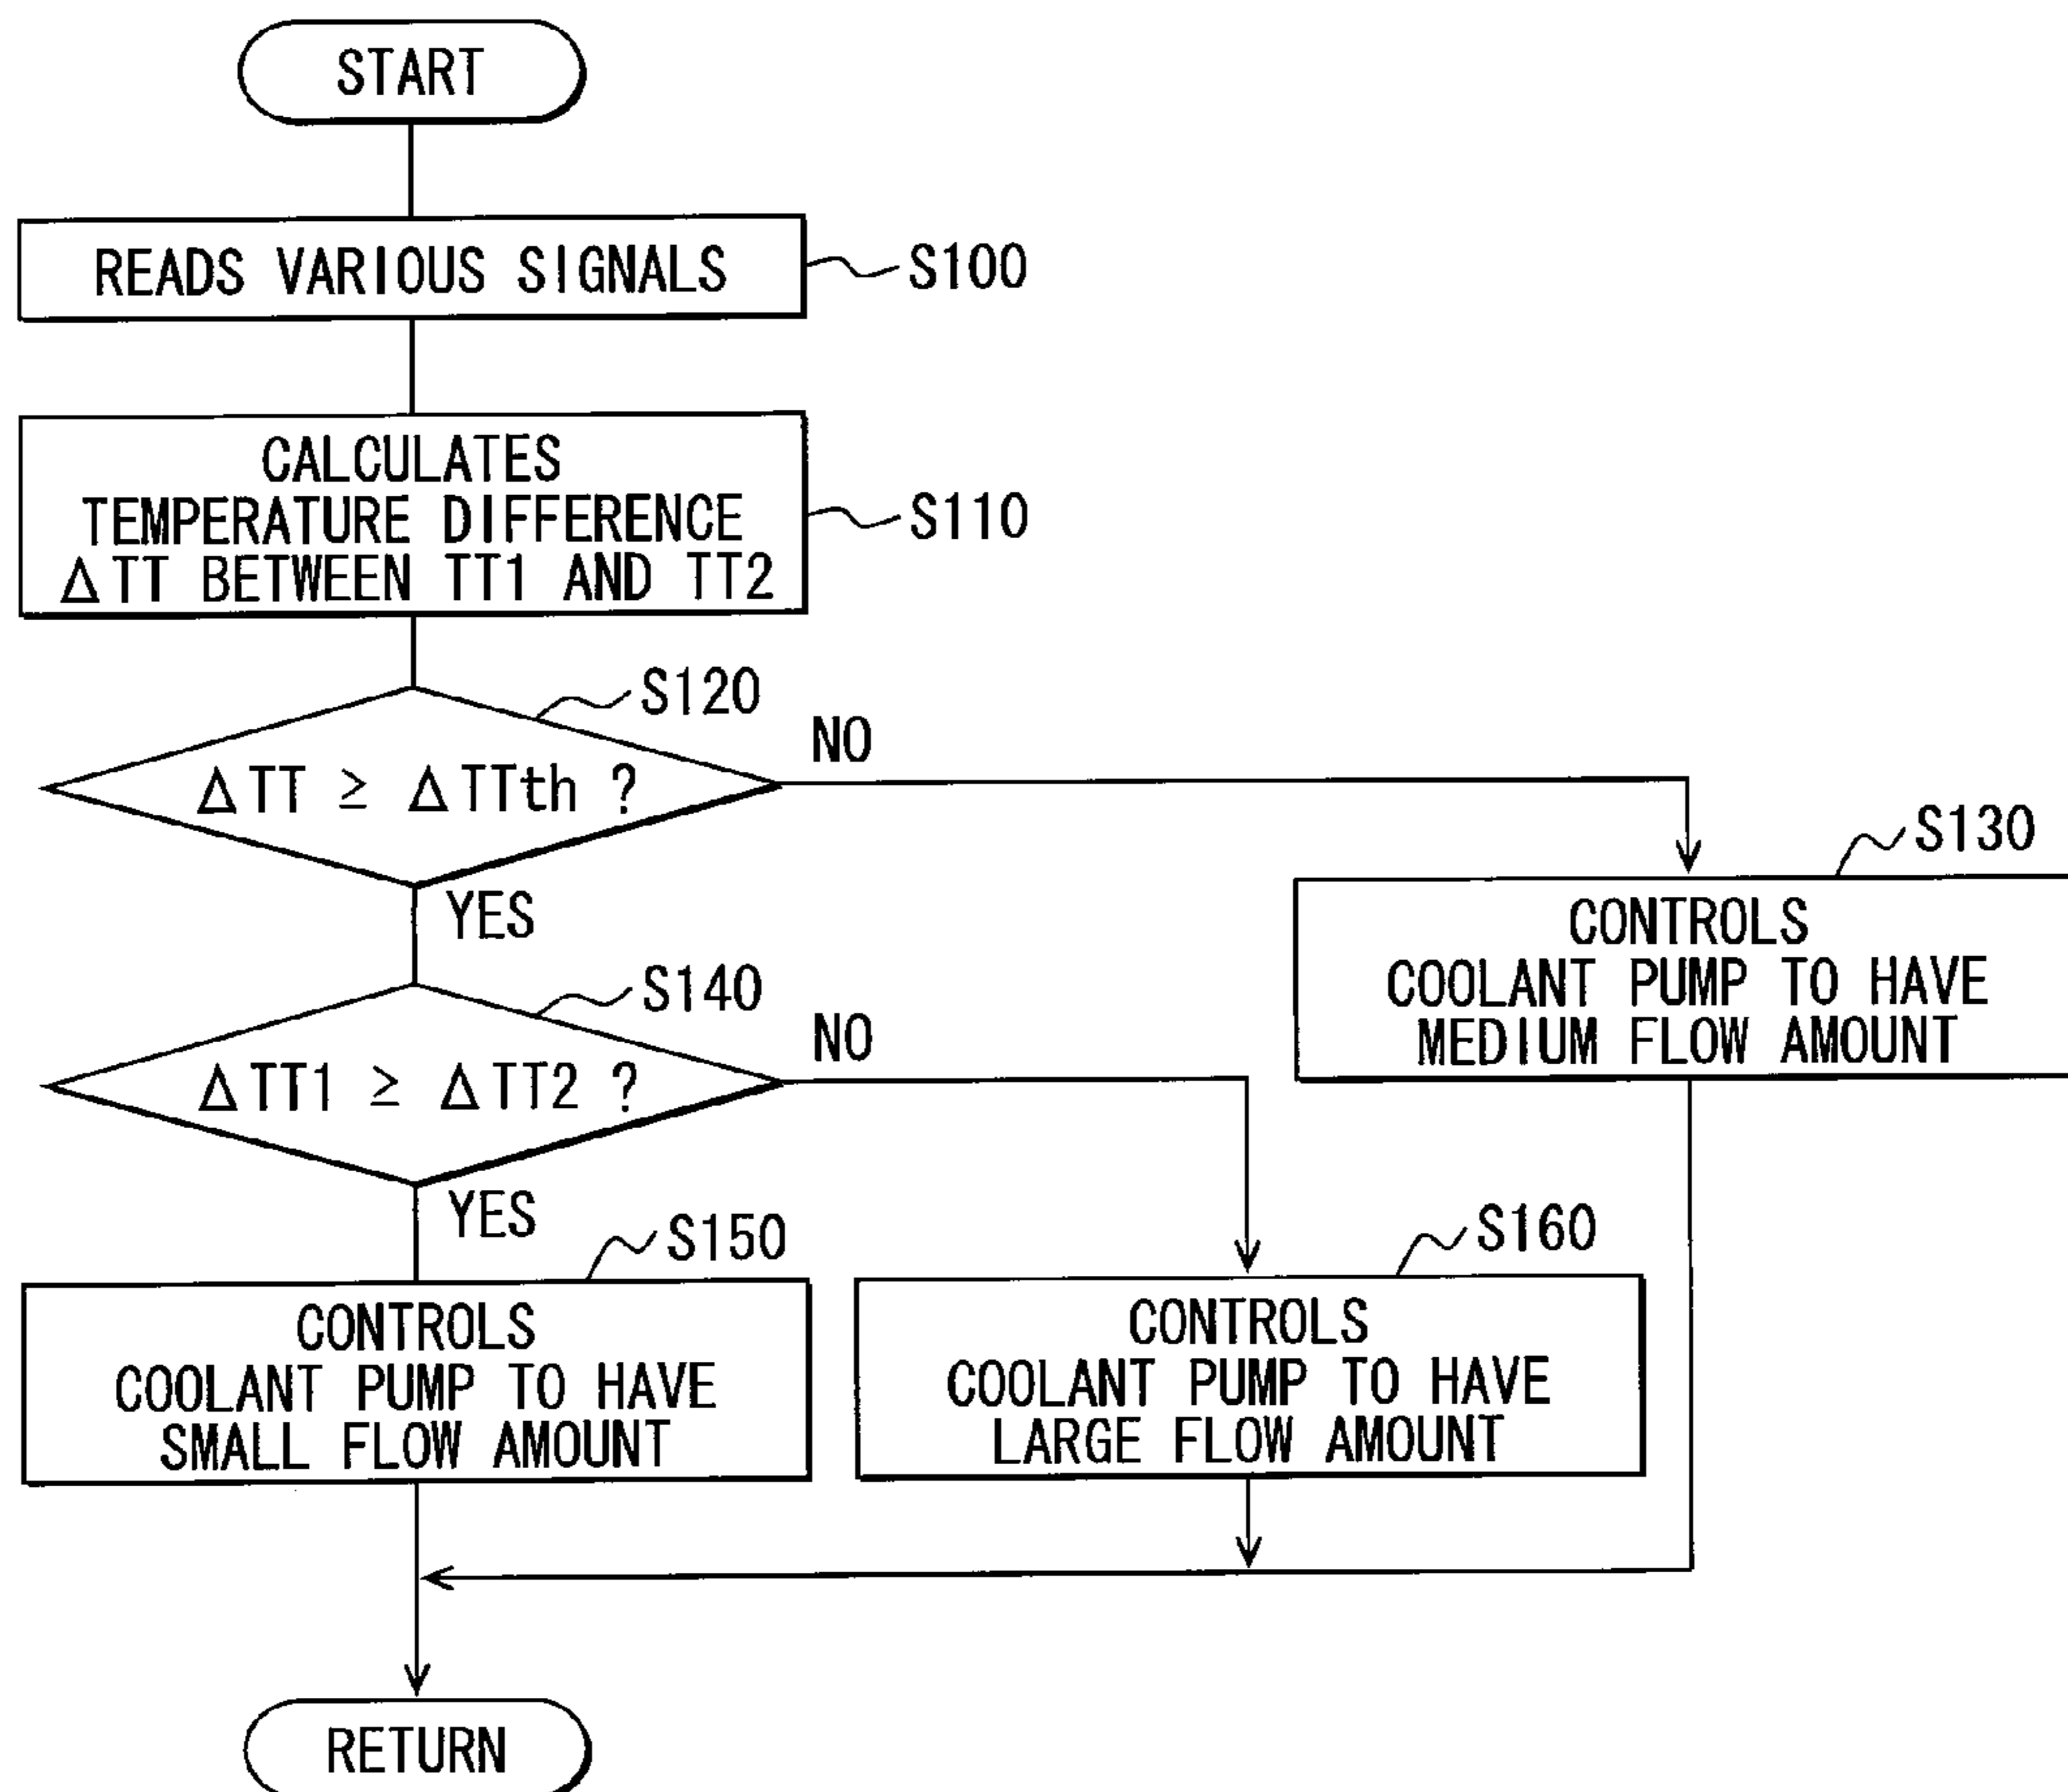 START
READS VARIOUS SIGNALS
S100
CALCULATES
TEMPERATURE DIFFERENCE
ΔTT BETWEEN TT1 AND TT2
S110
S120
ΔTT ≥ ΔTTth ?
NO
YES
S130
CONTROLS
COOLANT PUMP TO HAVE
MEDIUM FLOW AMOUNT
S140
ΔTT1 ≥ ΔTT2 ?
NO
YES
S150
CONTROLS
COOLANT PUMP TO HAVE
SMALL FLOW AMOUNT
S160
CONTROLS
COOLANT PUMP TO HAVE
LARGE FLOW AMOUNT
RETURN